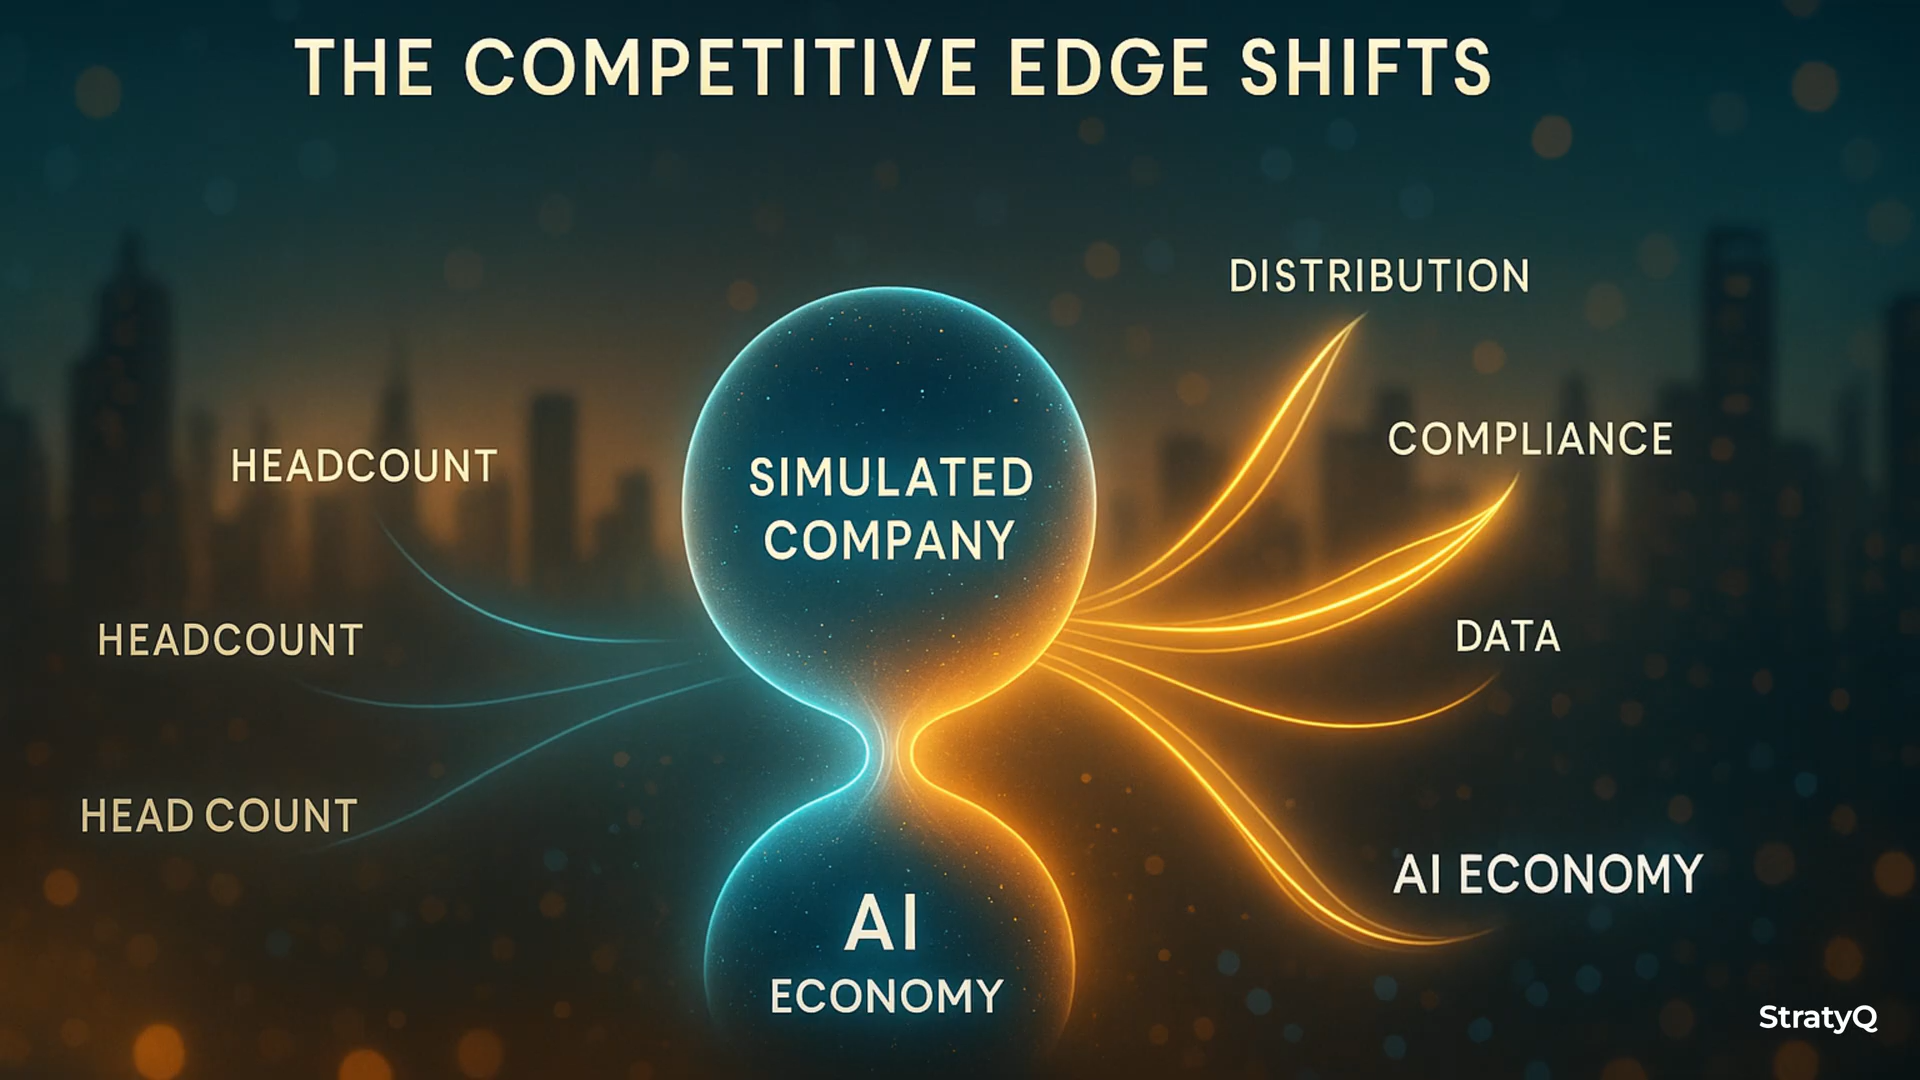 THE COMPETITIVE EDGE SHIFTS
HEADCOUNT
HEADCOUNT
HEAD COUNT
SIMULATED
COMPANY
AI
ECONOMY
DISTRIBUTION
COMPLIANCE
DATA
AI ECONOMY
StratyQ